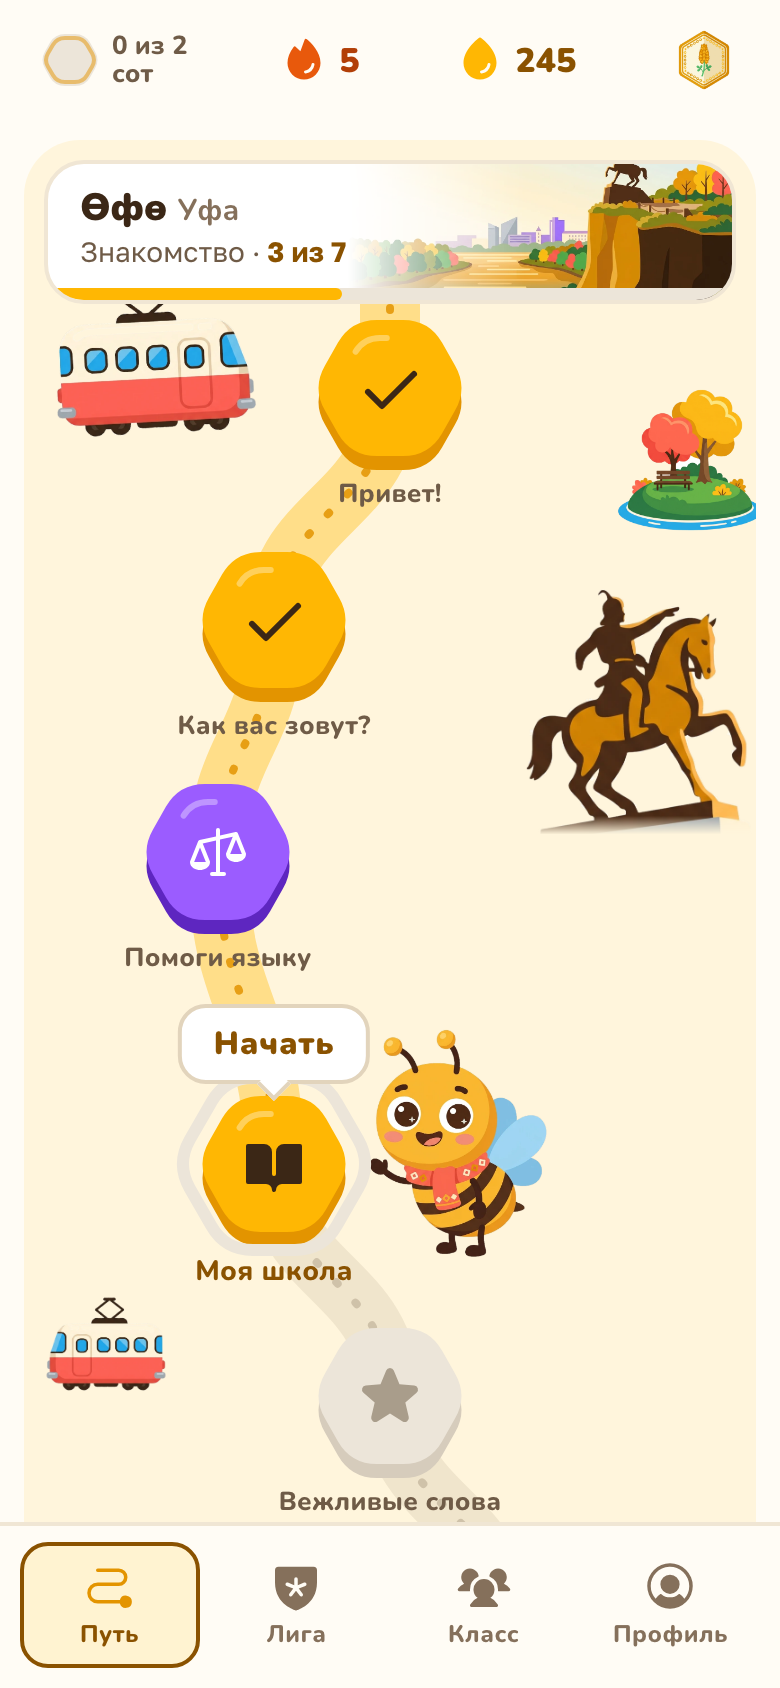 0 из 2
сот
5
245
Өфө Уфа
Знакомство · 3 из 7
Привет!
Как вас зовут?
Помоги языку
Начать
Моя школа
Вежливые слова
Путь
Лига
Класс
Профиль